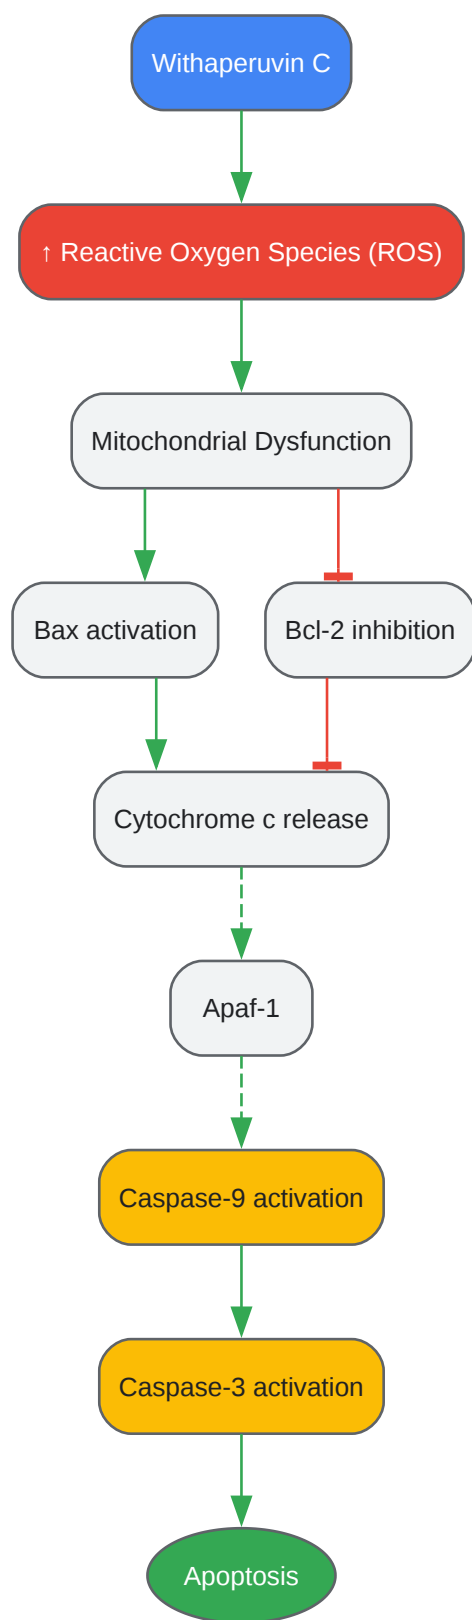 Withaperuvin C
↑ Reactive Oxygen Species (ROS)
Mitochondrial Dysfunction
Bax activation
Bcl-2 inhibition
Cytochrome c release
Apaf-1
Caspase-9 activation
Caspase-3 activation
Apoptosis